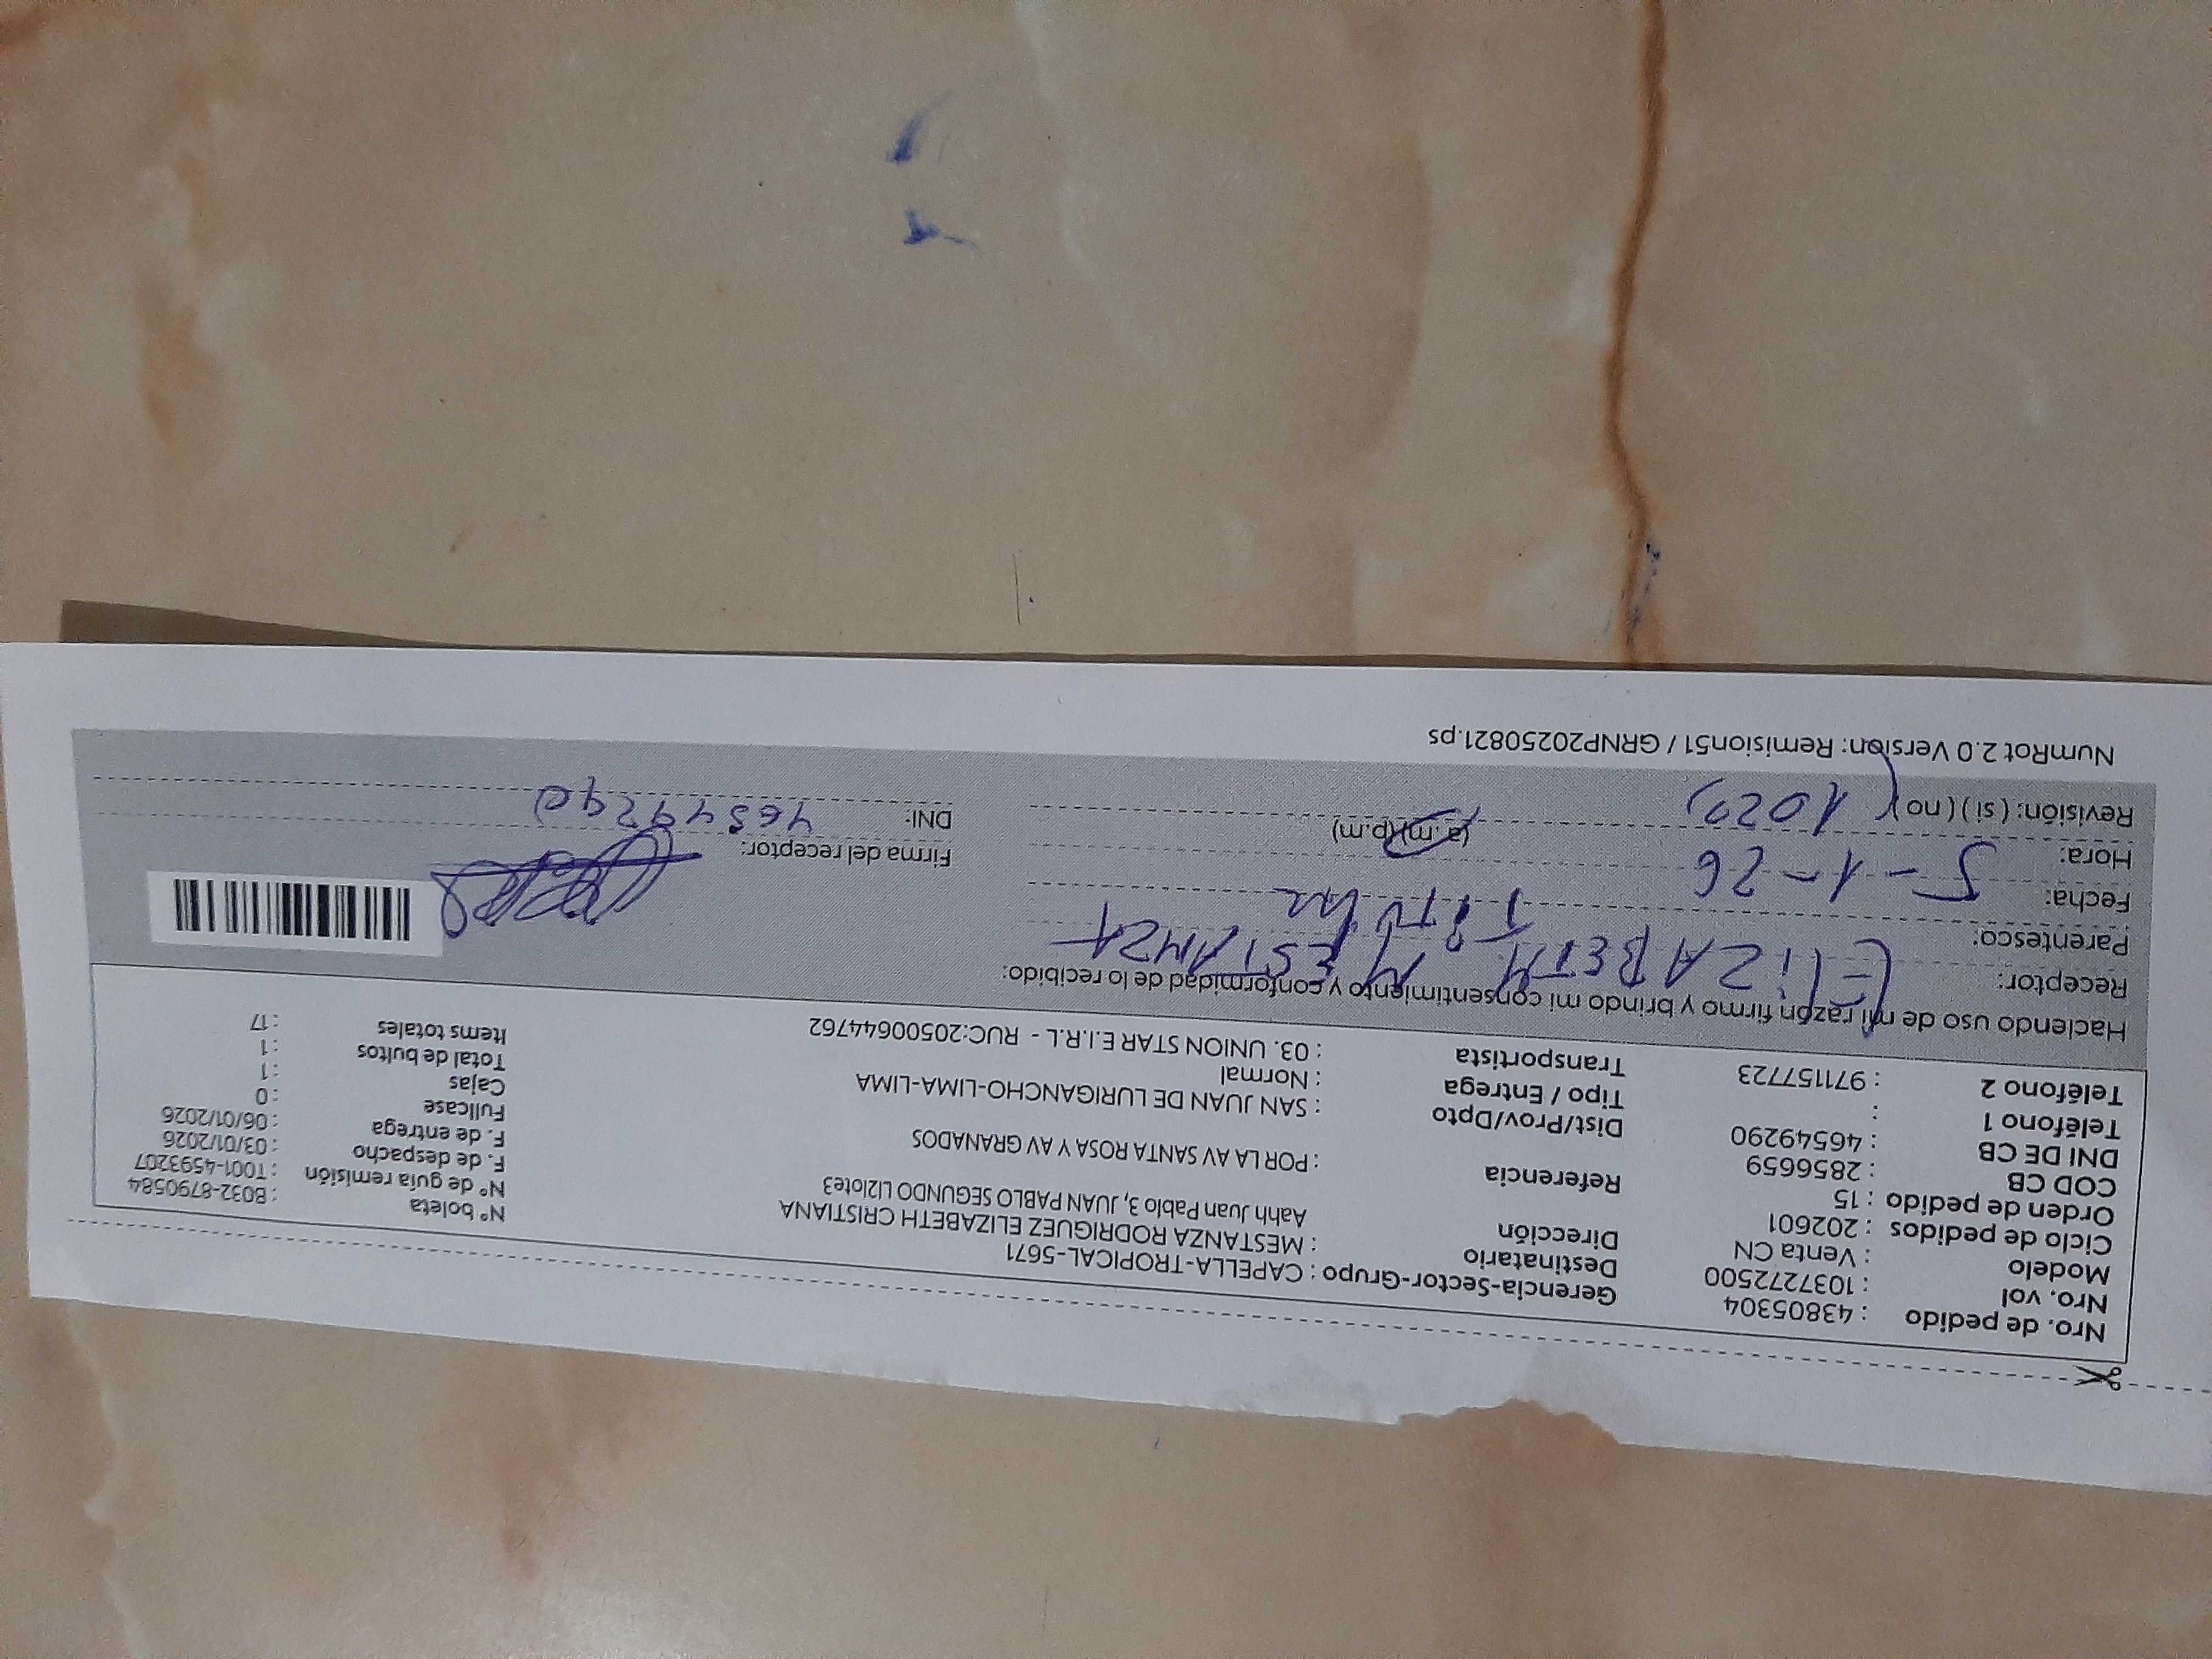 Nro. de pedido : 43805304 Gerencia-Sector-Grupo : CAPELLA-TROPICAL-5671 N° boleta : B032-8790584
Nro. vol : 1037272500 Destinatario : MESTANZA RODRIGUEZ ELIZABETH CRISTIANA N° de guía remisión : T001-4593207
Modelo : Venta CN Dirección Aahh Juan Pablo 3, JUAN PABLO SEGUNDO LI2lote3 F. de despacho : 03/01/2026
Ciclo de pedidos : 202601 F. de entrega : 06/01/2026
Orden de pedido : 15 Referencia : POR LA AV SANTA ROSA Y AV GRANADOS Fullcase : 0
COD CB : 2856659 Cajas : 1
DNI DE CB : 46549290 Dist/Prov/Dpto : SAN JUAN DE LURIGANCHO-LIMA-LIMA Total de bultos : 1
Teléfono 1 : Tipo / Entrega : Normal Items totales : 17
Teléfono 2 : 971157723 Transportista : 03. UNION STAR E.I.R.L - RUC:20500644762
Haciendo uso de mi razón firmo y brindo mi consentimiento y conformidad de lo recibido:
Receptor: EliZABETH MESTANZA
Parentesco: TiTULAR
Fecha: 5-1-26 Firma del receptor:
Hora: (a.m)(p.m) DNI: 46549290
Revisión: ( si ) ( no )
NumRot 2.0 Version: Remision51 / GRNP20250821.ps